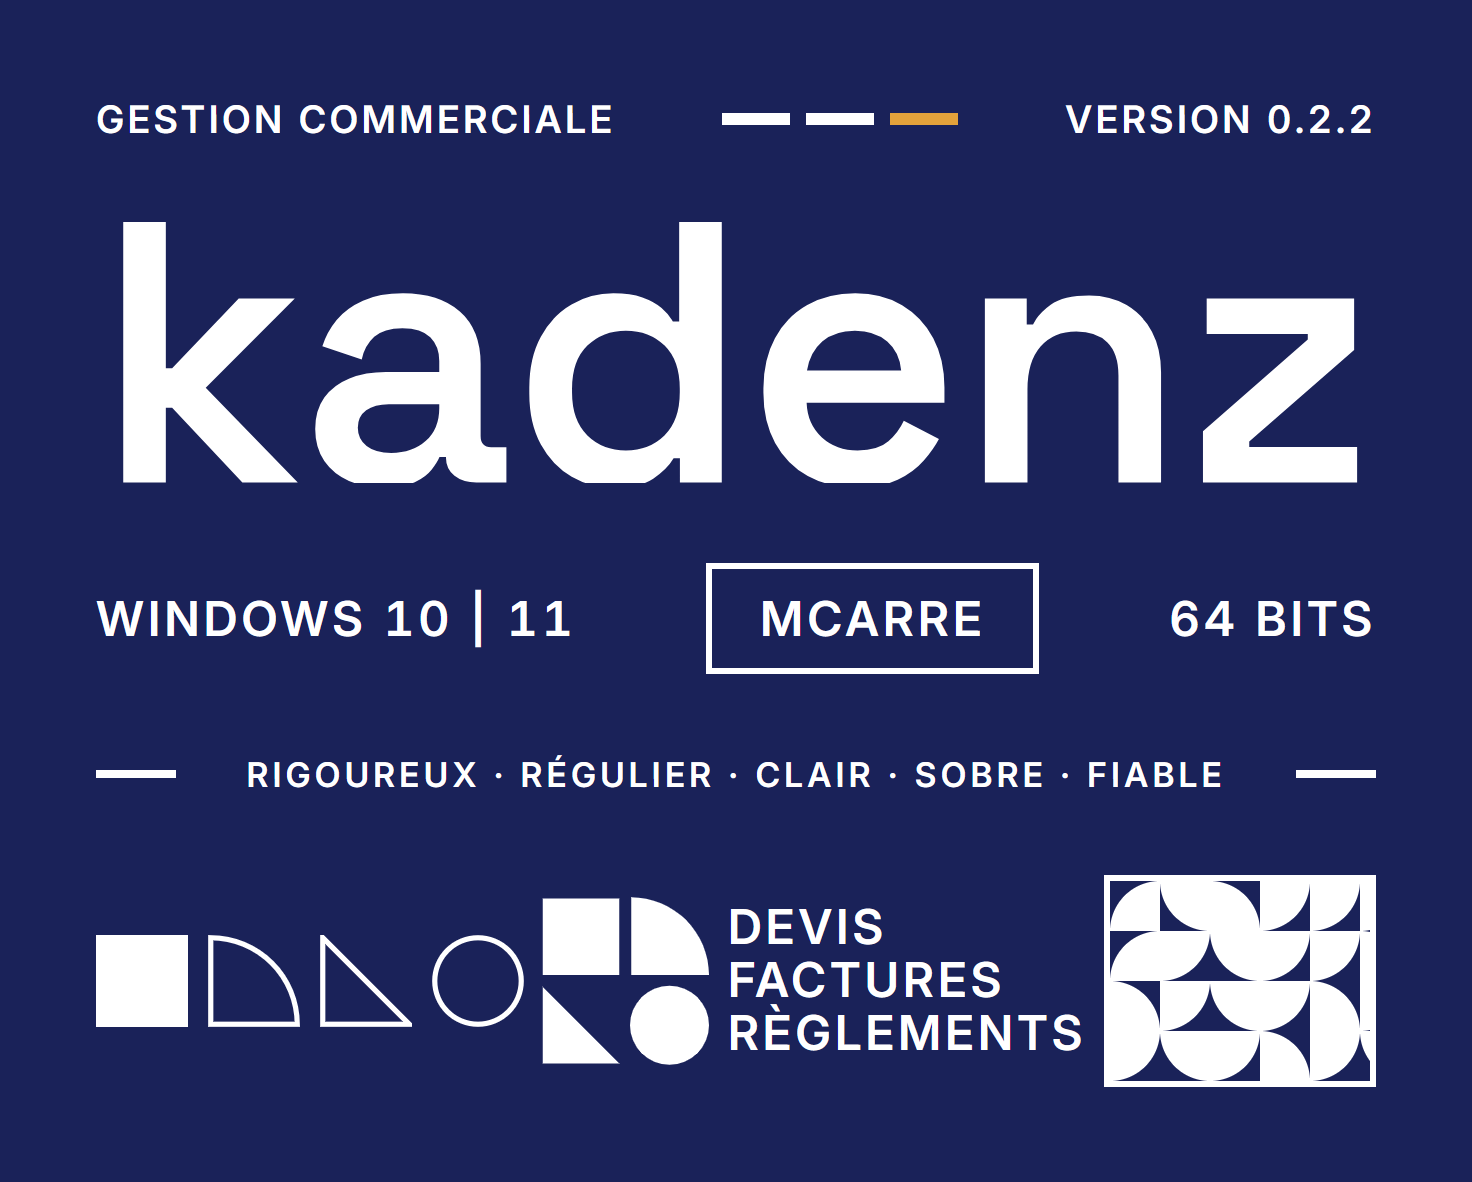 GESTION COMMERCIALE
VERSION 0.2.2
kadenz
WINDOWS 10 | 11
MCARRE
64 BITS
RIGOUREUX · RÉGULIER · CLAIR · SOBRE · FIABLE
DEVIS
FACTURES
RÈGLEMENTS